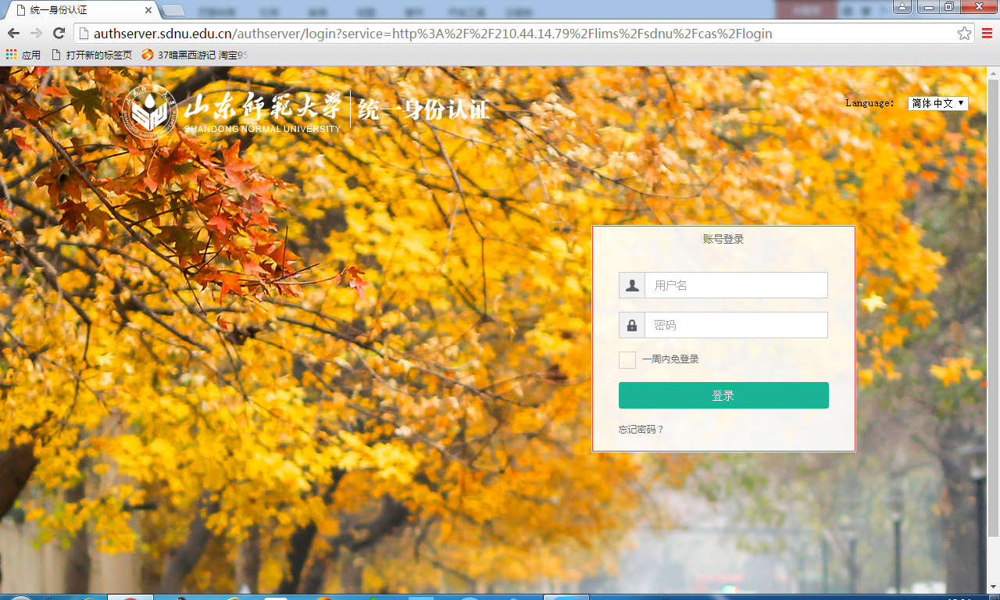 统一身份认证
authserver.sdnu.edu.cn/authserver/login?service=http%3A%2F%2F210.44.14.79%2Flims%2Fsdnu%2Fcas%2Flogin
应用 打开新的标签页 37暗黑西游记 淘宝95
山东师範大學 统一身份认证
SHANDONG NORMAL UNIVERSITY
Language: 简体中文
账号登录
用户名
密码
一周内免登录
登录
忘记密码？